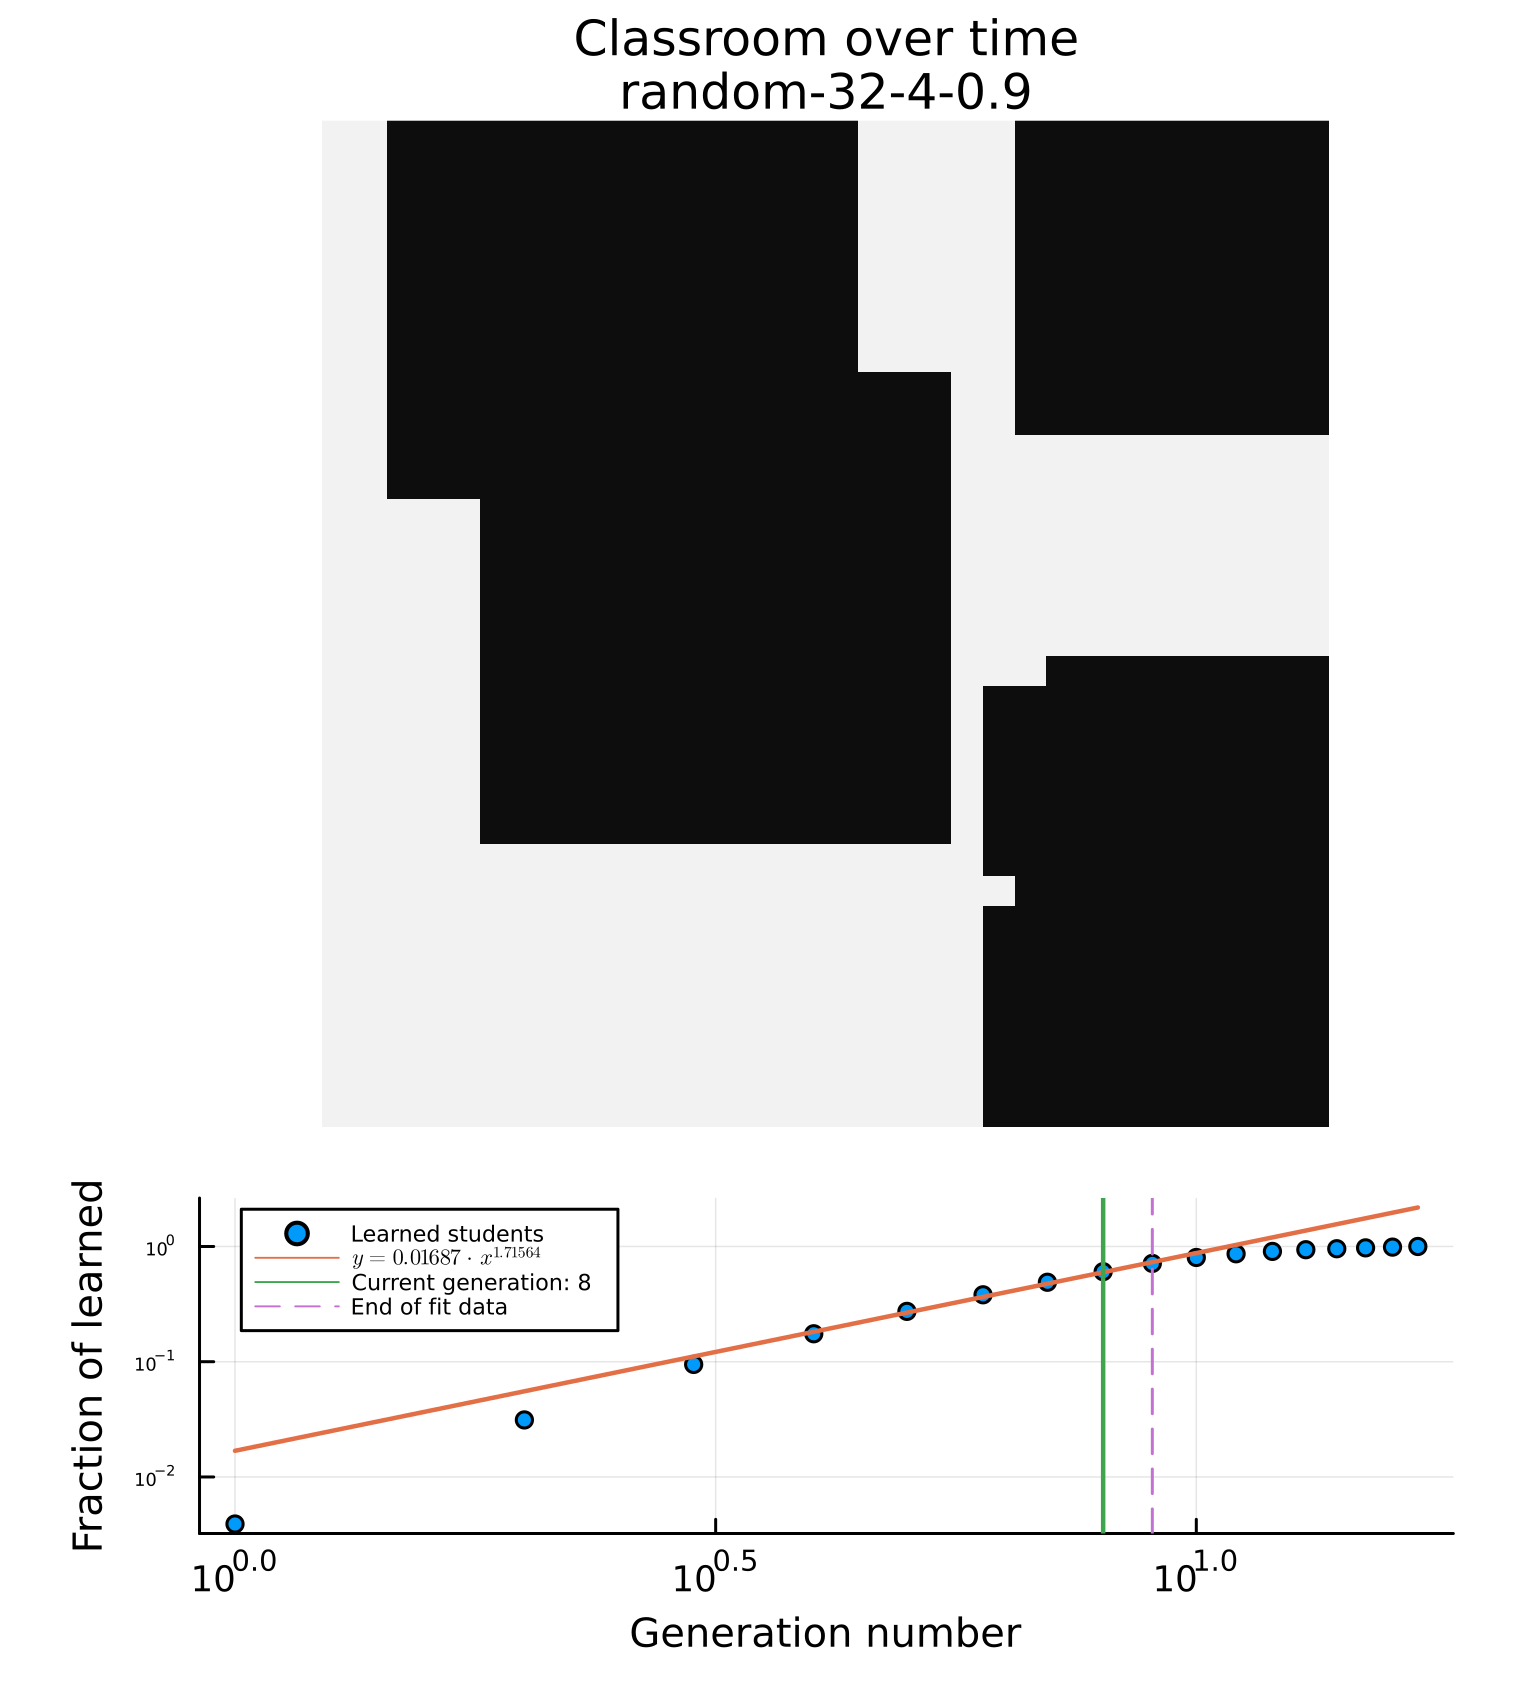 Classroom over time
random-32-4-0.9
Fraction of learned
Learned students
y = 0.01687 · x^1.71564
Current generation: 8
End of fit data
10^0
10^−1
10^−2
10^0.0
10^0.5
10^1.0
Generation number